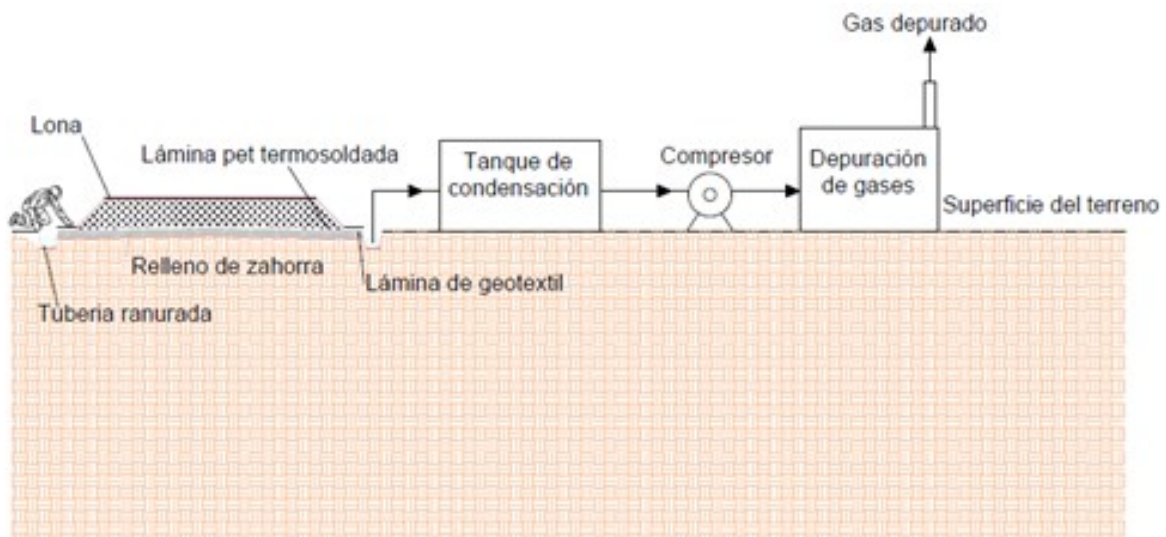 Gas depurado
Lona
Lámina pet termosoldada
Tanque de
condensación
Compresor
Depuración
de gases
Superficie del terreno
Relleno de zahorra
Lámina de geotextil
Tuberia ranurada